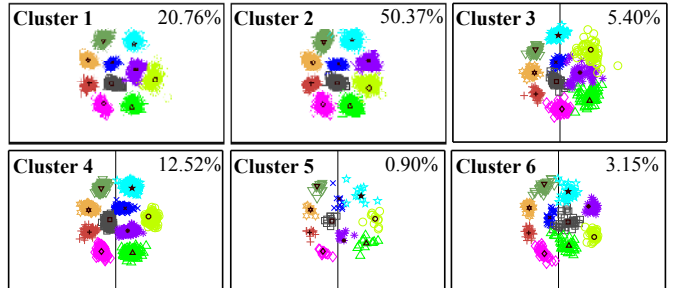 Cluster 1 20.76%
Cluster 2 50.37%
Cluster 3 5.40%
Cluster 4 12.52%
Cluster 5 0.90%
Cluster 6 3.15%